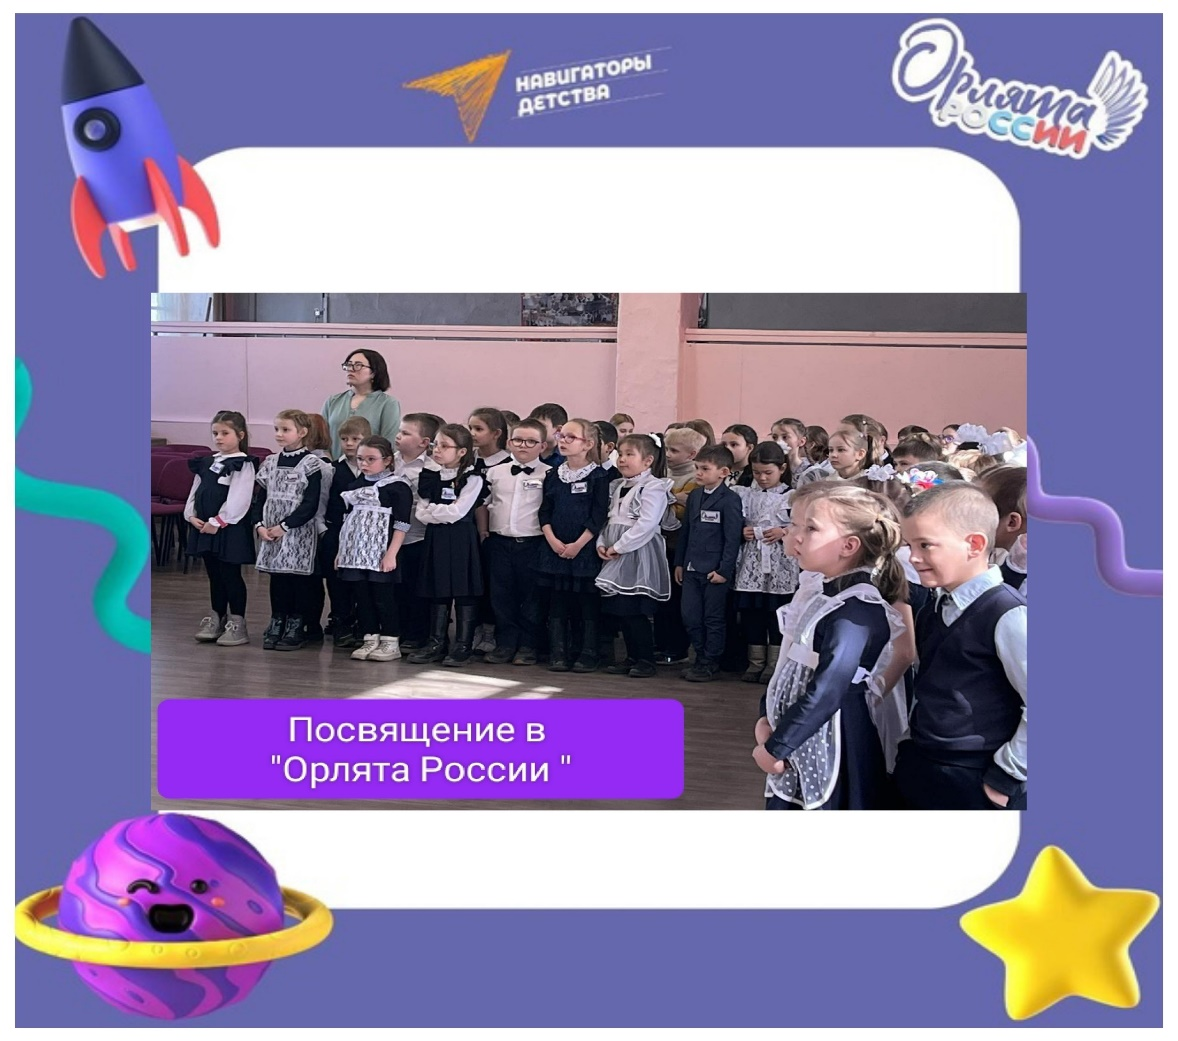 НАВИГАТОРЫ
ДЕТСТВА
Орлята
РОССИИ
Посвящение в
"Орлята России "